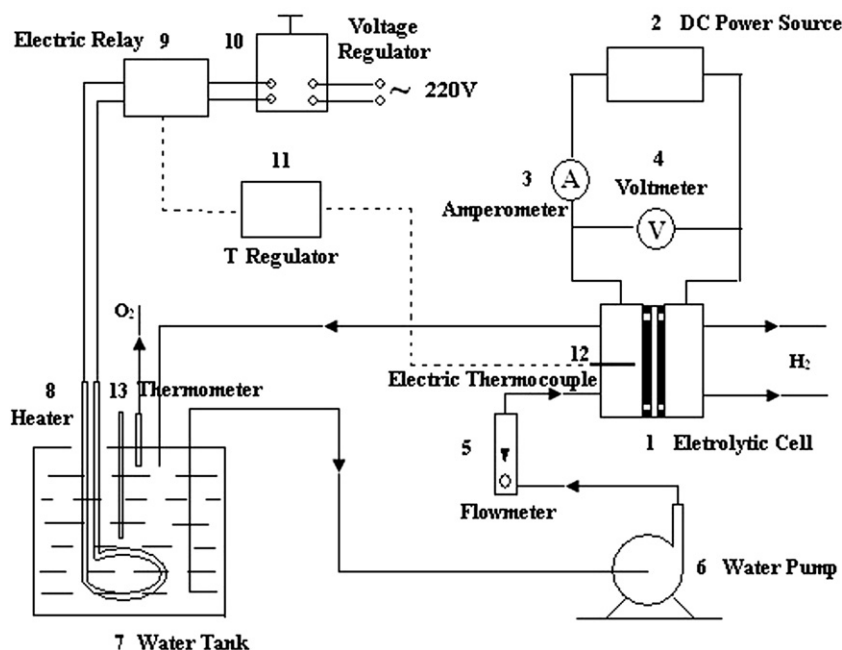 Electric Relay 9
10 Voltage
Regulator
~ 220V
2 DC Power Source
11
T Regulator
3 A
Amperometer
4
Voltmeter
V
O2
12
Electric Thermocouple
H2
8
Heater
13 Thermometer
1 Eletrolytic Cell
5
Flowmeter
6 Water Pump
7 Water Tank